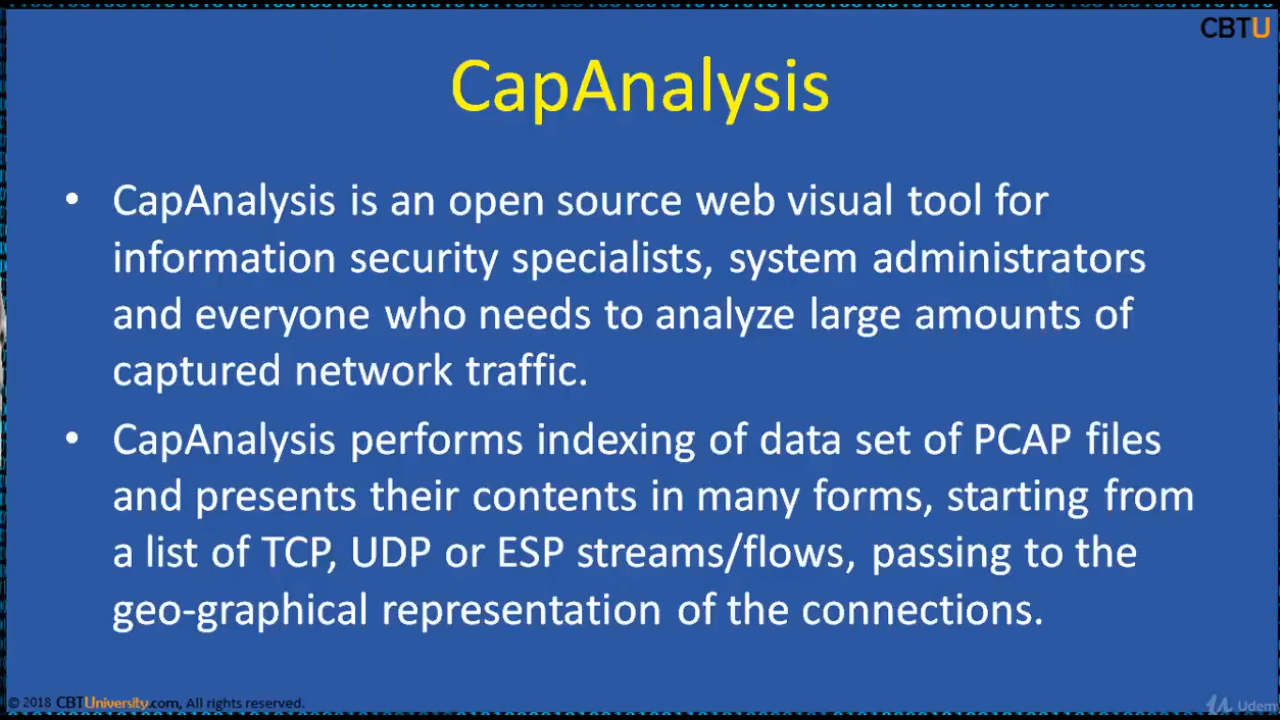 CBTU
CapAnalysis
• CapAnalysis is an open source web visual tool for
information security specialists, system administrators
and everyone who needs to analyze large amounts of
captured network traffic.
• CapAnalysis performs indexing of data set of PCAP files
and presents their contents in many forms, starting from
a list of TCP, UDP or ESP streams/flows, passing to the
geo-graphical representation of the connections.
© 2018 CBTUniversity.com, All rights reserved.
Udem